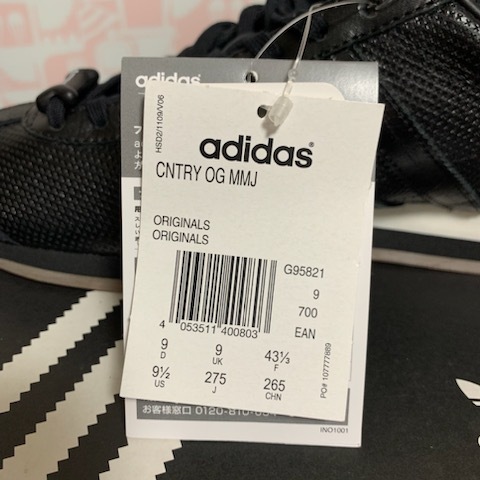 adidas
HSD2/1109/V06
adidas
CNTRY OG MMJ
ORIGINALS
ORIGINALS
G95821
9
700
EAN
4 053511 400803
9 D
9 UK
43⅓ F
9½ US
275 J
265 CHN
PO# 107777889
お客様窓口 0120-810-654
INO1001